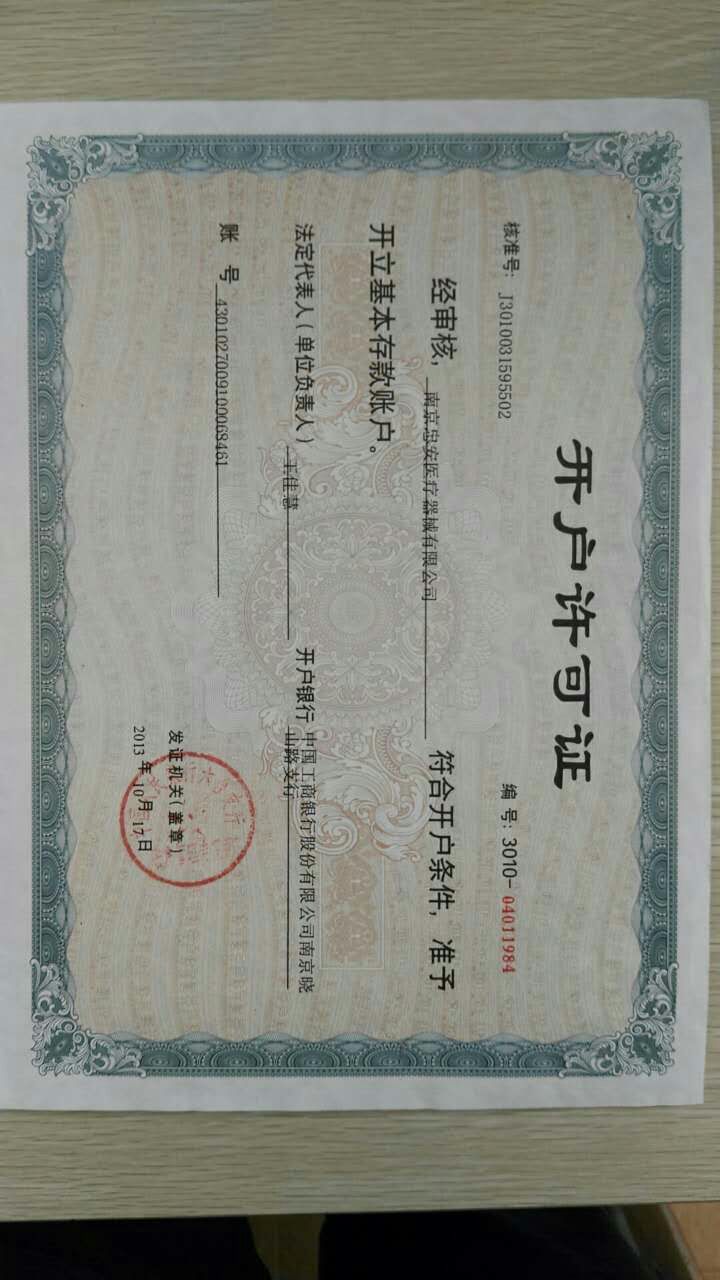 开户许可证
核准号: J3010031595502 编 号: 3010- 04011984
经审核, 南京忠安医疗器械有限公司 符合开户条件, 准予
开立基本存款账户。
法定代表人(单位负责人) 王佳慧 开户银行 中国工商银行股份有限公司南京晓
山路支行
账 号 4301027009100068461
发证机关(盖章)
2013 年 10 月 17 日